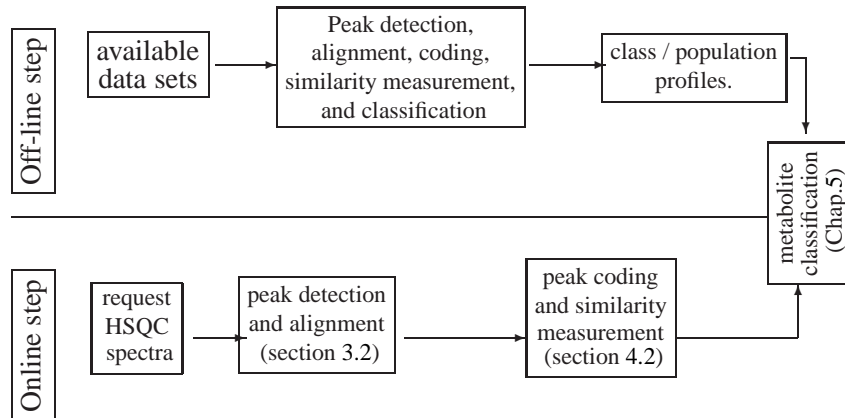 Off-line step
available
data sets
Peak detection,
alignment, coding,
similarity measurement,
and classification
class / population
profiles.
metabolite
classification
(Chap.5)
Online step
request
HSQC
spectra
peak detection
and alignment
(section 3.2)
peak coding
and similarity
measurement
(section 4.2)